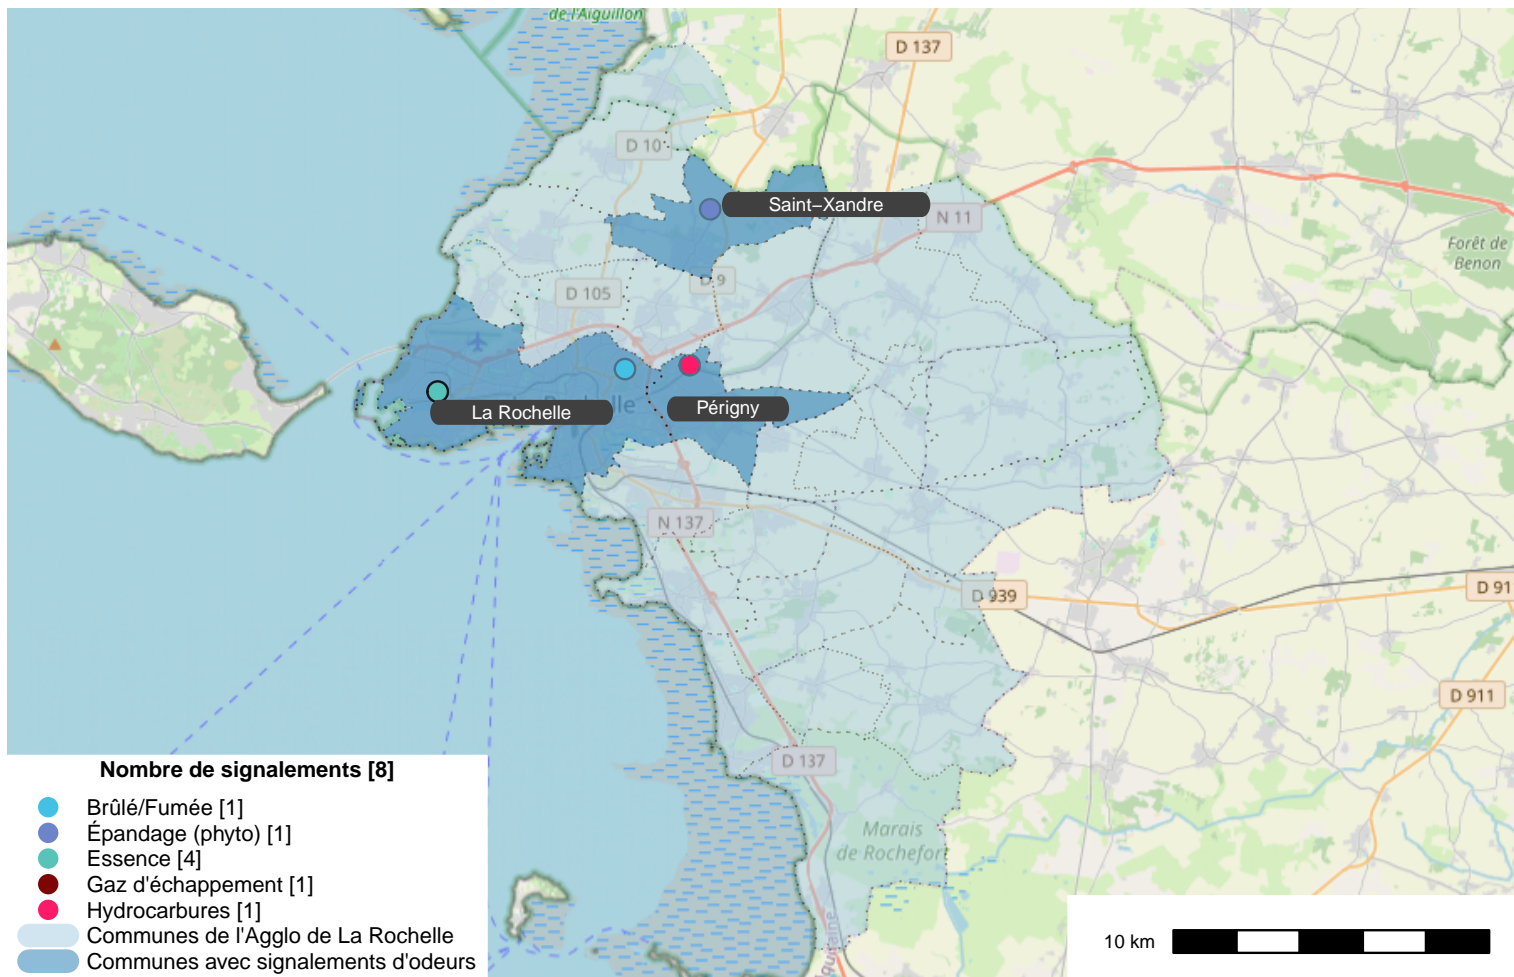 de l'Aiguillon
D 137
D 10
Saint-Xandre
N 11
Forêt de
Benon
D 9
D 105
La Rochelle
Périgny
N 137
D 939
D 91
D 911
D 137
Marais
de Rochefort
Nombre de signalements [8]
Brûlé/Fumée [1]
Épandage (phyto) [1]
Essence [4]
Gaz d'échappement [1]
Hydrocarbures [1]
Communes de l'Agglo de La Rochelle
Communes avec signalements d'odeurs
10 km